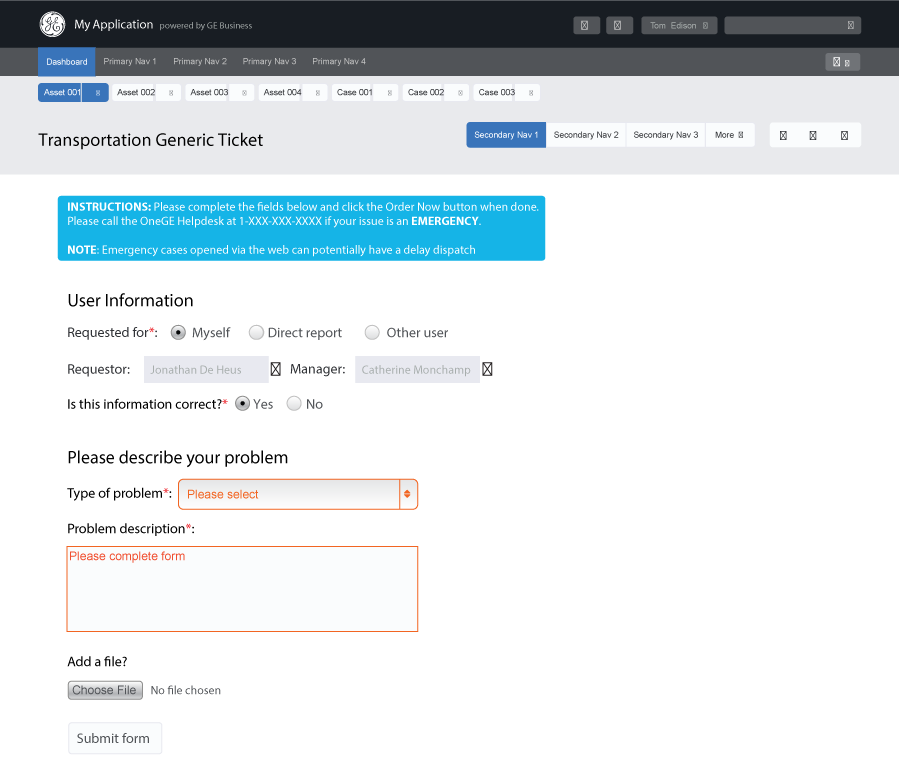 My Application powered by GE Business
Tom Edison
Dashboard Primary Nav 1 Primary Nav 2 Primary Nav 3 Primary Nav 4
Asset 001 Asset 002 Asset 003 Asset 004 Case 001 Case 002 Case 003
Transportation Generic Ticket
Secondary Nav 1 Secondary Nav 2 Secondary Nav 3 More
INSTRUCTIONS: Please complete the fields below and click the Order Now button when done.
Please call the OneGE Helpdesk at 1-XXX-XXX-XXXX if your issue is an EMERGENCY.
NOTE: Emergency cases opened via the web can potentially have a delay dispatch
User Information
Requested for*: Myself Direct report Other user
Requestor: Jonathan De Heus Manager: Catherine Monchamp
Is this information correct?* Yes No
Please describe your problem
Type of problem*: Please select
Problem description*:
Please complete form
Add a file?
Choose File No file chosen
Submit form